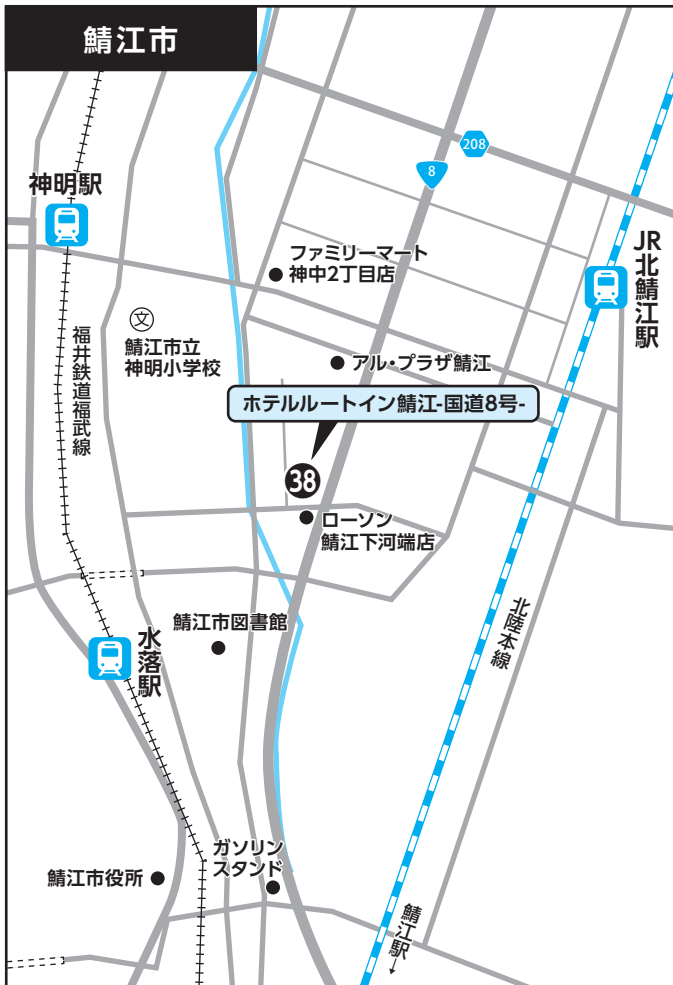 鯖江市
208
8
神明駅
JR北鯖江駅
ファミリーマート
神中2丁目店
文
鯖江市立
神明小学校
福井鉄道福武線
アル・プラザ鯖江
ホテルルートイン鯖江-国道8号-
38
ローソン
鯖江下河端店
北陸本線
鯖江市図書館
水落駅
ガソリン
スタンド
鯖江市役所
鯖江駅→